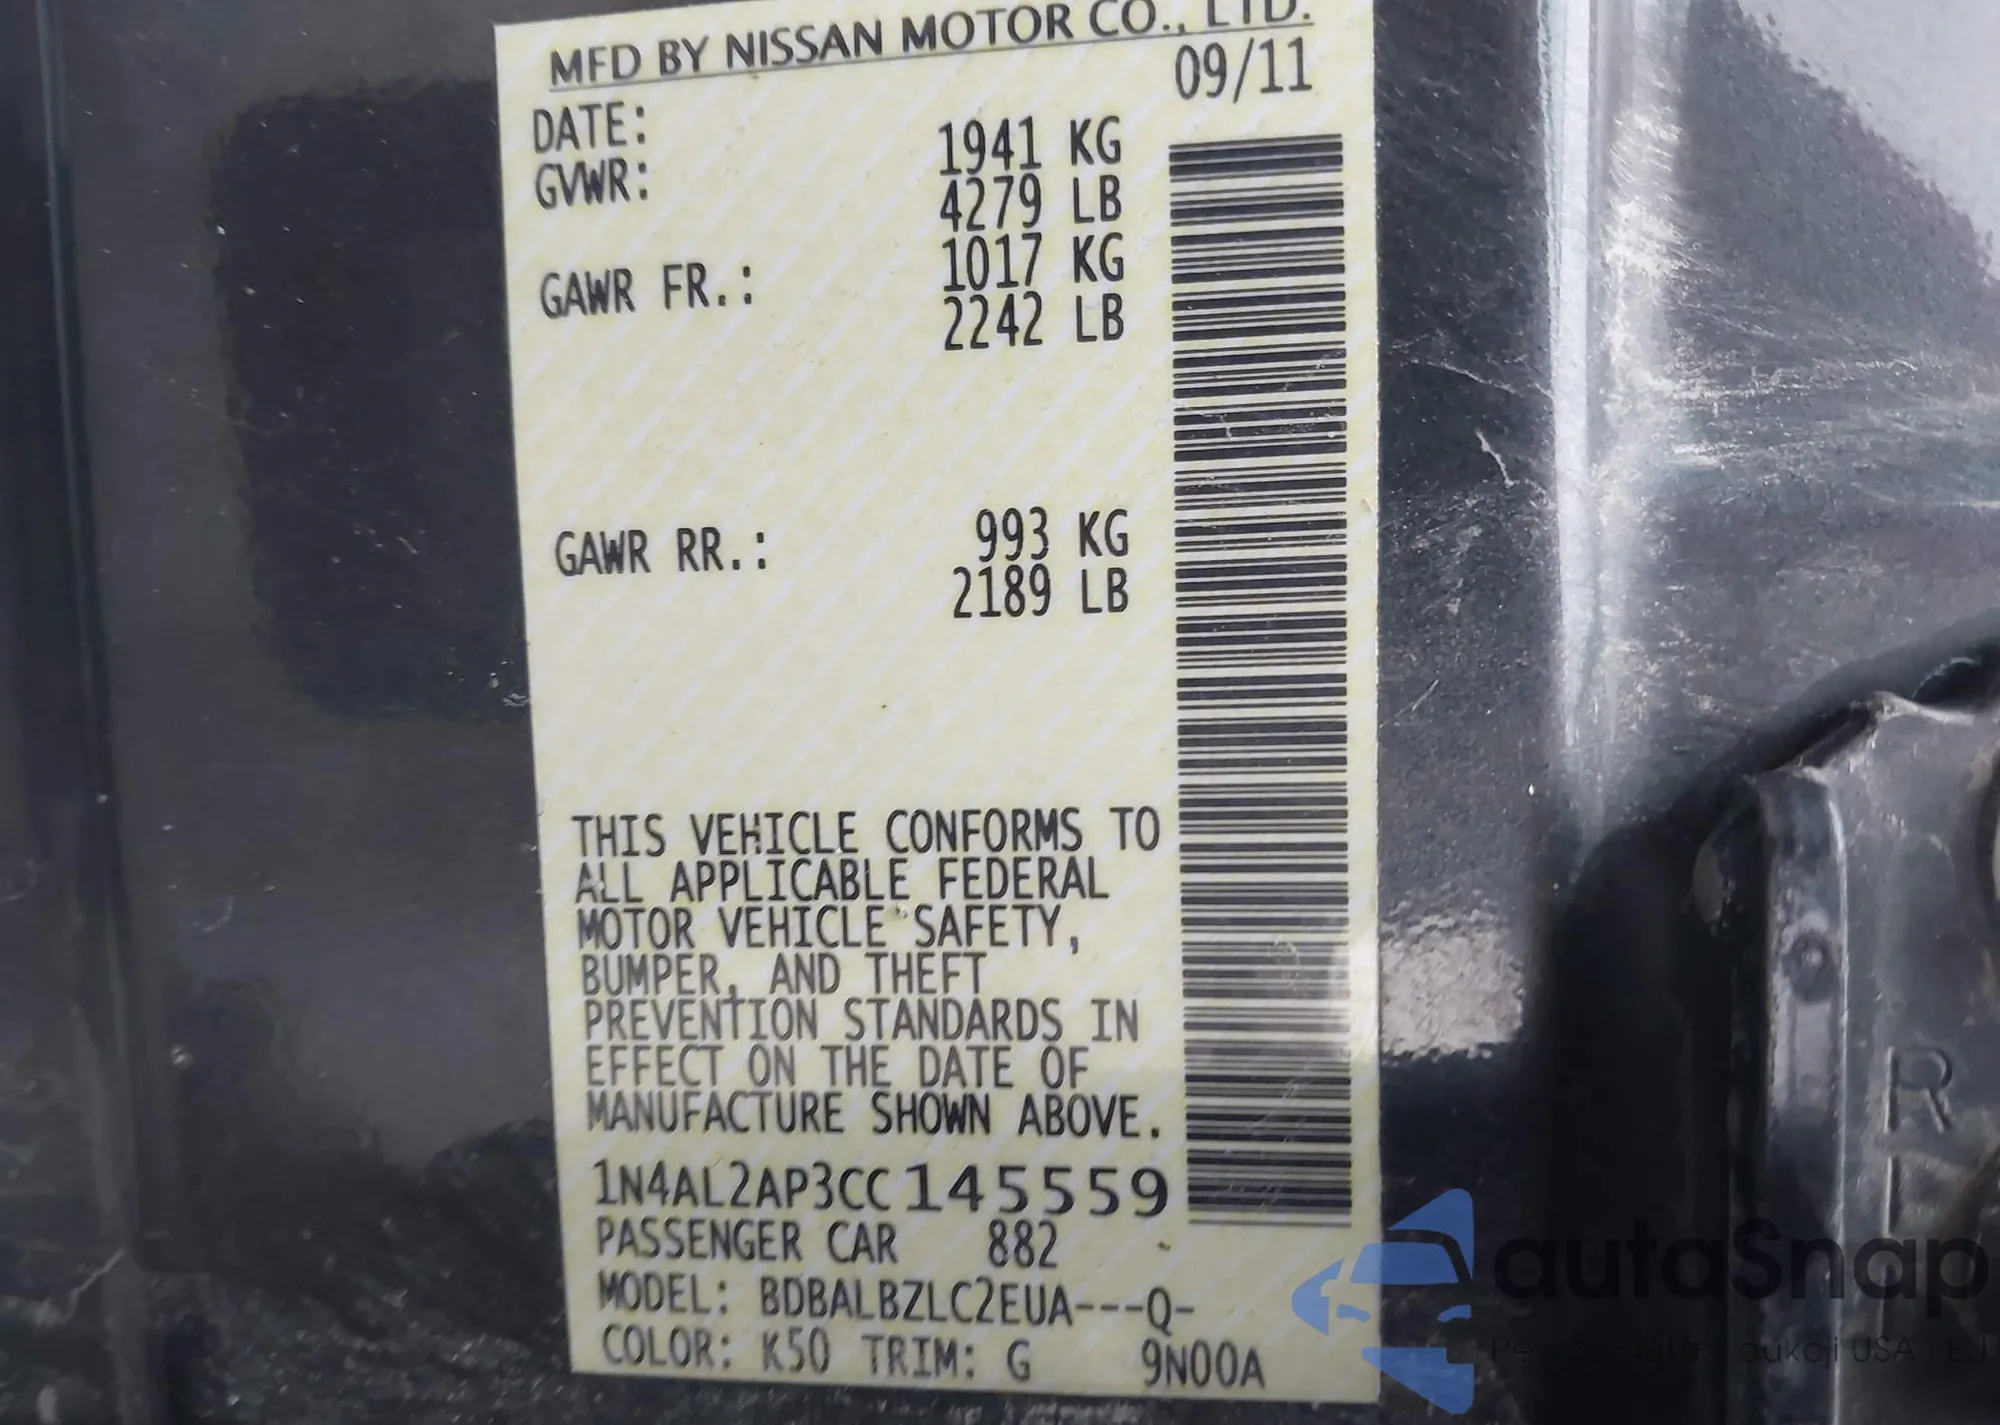 MFD BY NISSAN MOTOR CO., LTD.
DATE: 09/11
GVWR: 1941 KG
4279 LB
GAWR FR.: 1017 KG
2242 LB
GAWR RR.: 993 KG
2189 LB
THIS VEHICLE CONFORMS TO
ALL APPLICABLE FEDERAL
MOTOR VEHICLE SAFETY,
BUMPER, AND THEFT
PREVENTION STANDARDS IN
EFFECT ON THE DATE OF
MANUFACTURE SHOWN ABOVE.
1N4AL2AP3CC145559
PASSENGER CAR 882
MODEL: BDBALBZLC2EUA---Q-
COLOR: K50 TRIM: G 9N00A
R
L
autaSnap
aukcji USA